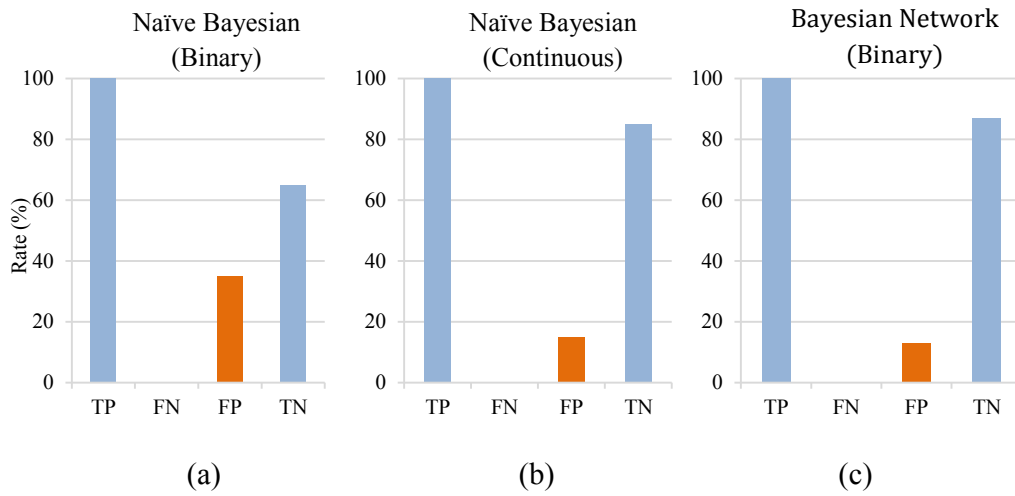 Naïve Bayesian
(Binary)
Rate (%)
100
80
60
40
20
0
TP FN FP TN
(a)
Naïve Bayesian
(Continuous)
100
80
60
40
20
0
TP FN FP TN
(b)
Bayesian Network
(Binary)
100
80
60
40
20
0
TP FN FP TN
(c)